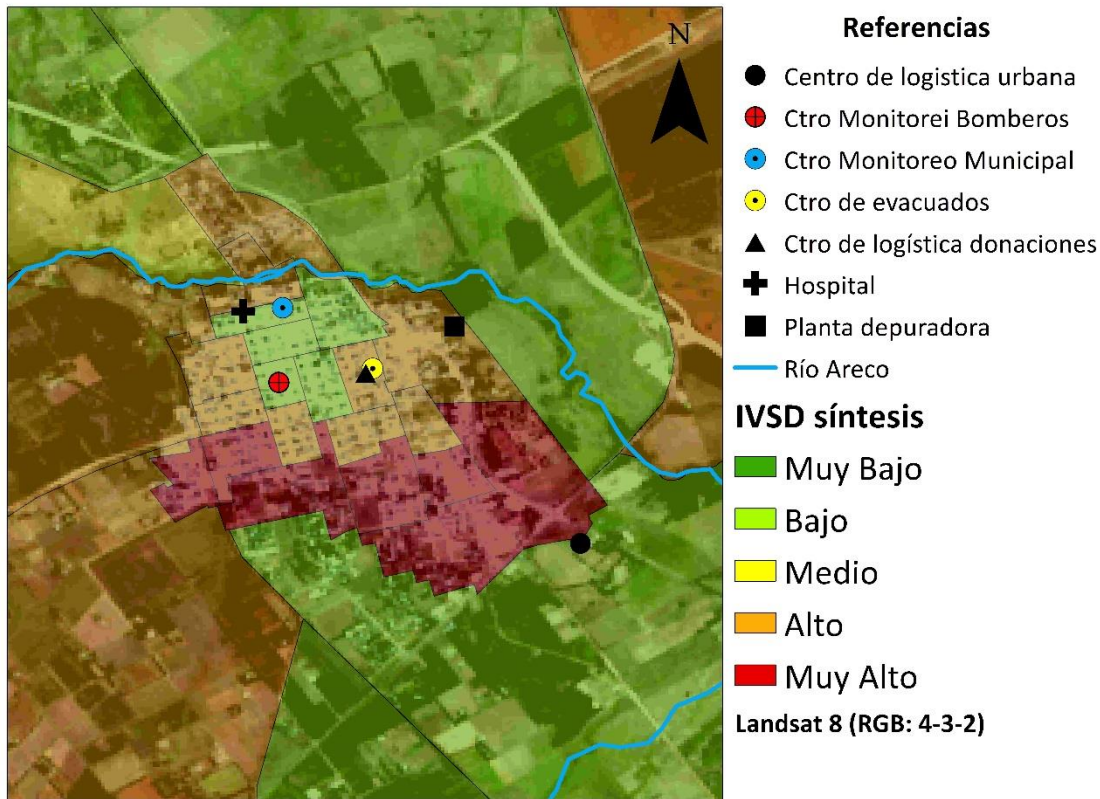 N
Referencias
Centro de logistica urbana
Ctro Monitorei Bomberos
Ctro Monitoreo Municipal
Ctro de evacuados
Ctro de logística donaciones
Hospital
Planta depuradora
Río Areco
IVSD síntesis
Muy Bajo
Bajo
Medio
Alto
Muy Alto
Landsat 8 (RGB: 4-3-2)